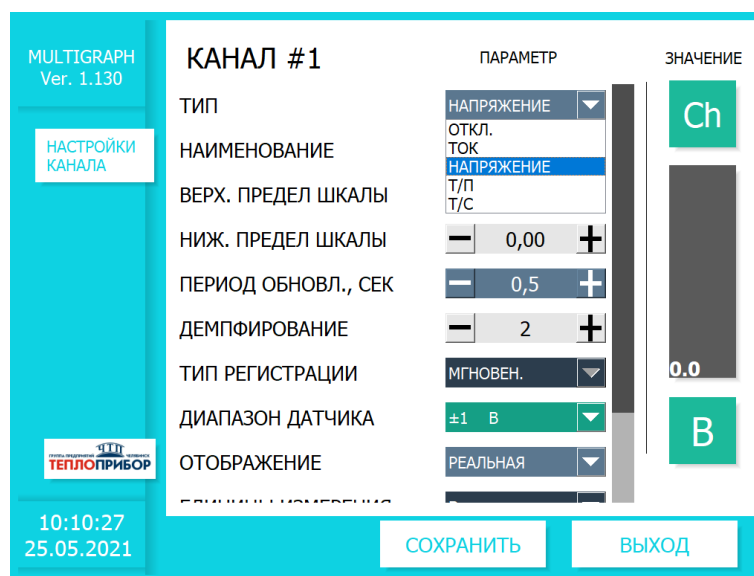 MULTIGRAPH
Ver. 1.130
НАСТРОЙКИ
КАНАЛА
КАНАЛ #1
ПАРАМЕТР
ЗНАЧЕНИЕ
ТИП
НАПРЯЖЕНИЕ
ОТКЛ.
ТОК
НАПРЯЖЕНИЕ
Т/П
Т/С
Ch
НАИМЕНОВАНИЕ
ВЕРХ. ПРЕДЕЛ ШКАЛЫ
НИЖ. ПРЕДЕЛ ШКАЛЫ
0,00
ПЕРИОД ОБНОВЛ., СЕК
0,5
ДЕМПФИРОВАНИЕ
2
ТИП РЕГИСТРАЦИИ
МГНОВЕН.
0.0
ДИАПАЗОН ДАТЧИКА
±1 В
В
ОТОБРАЖЕНИЕ
РЕАЛЬНАЯ
ЕДИНИЦЫ ИЗМЕРЕНИЯ
ТЕПЛОПРИБОР
10:10:27
25.05.2021
СОХРАНИТЬ
ВЫХОД